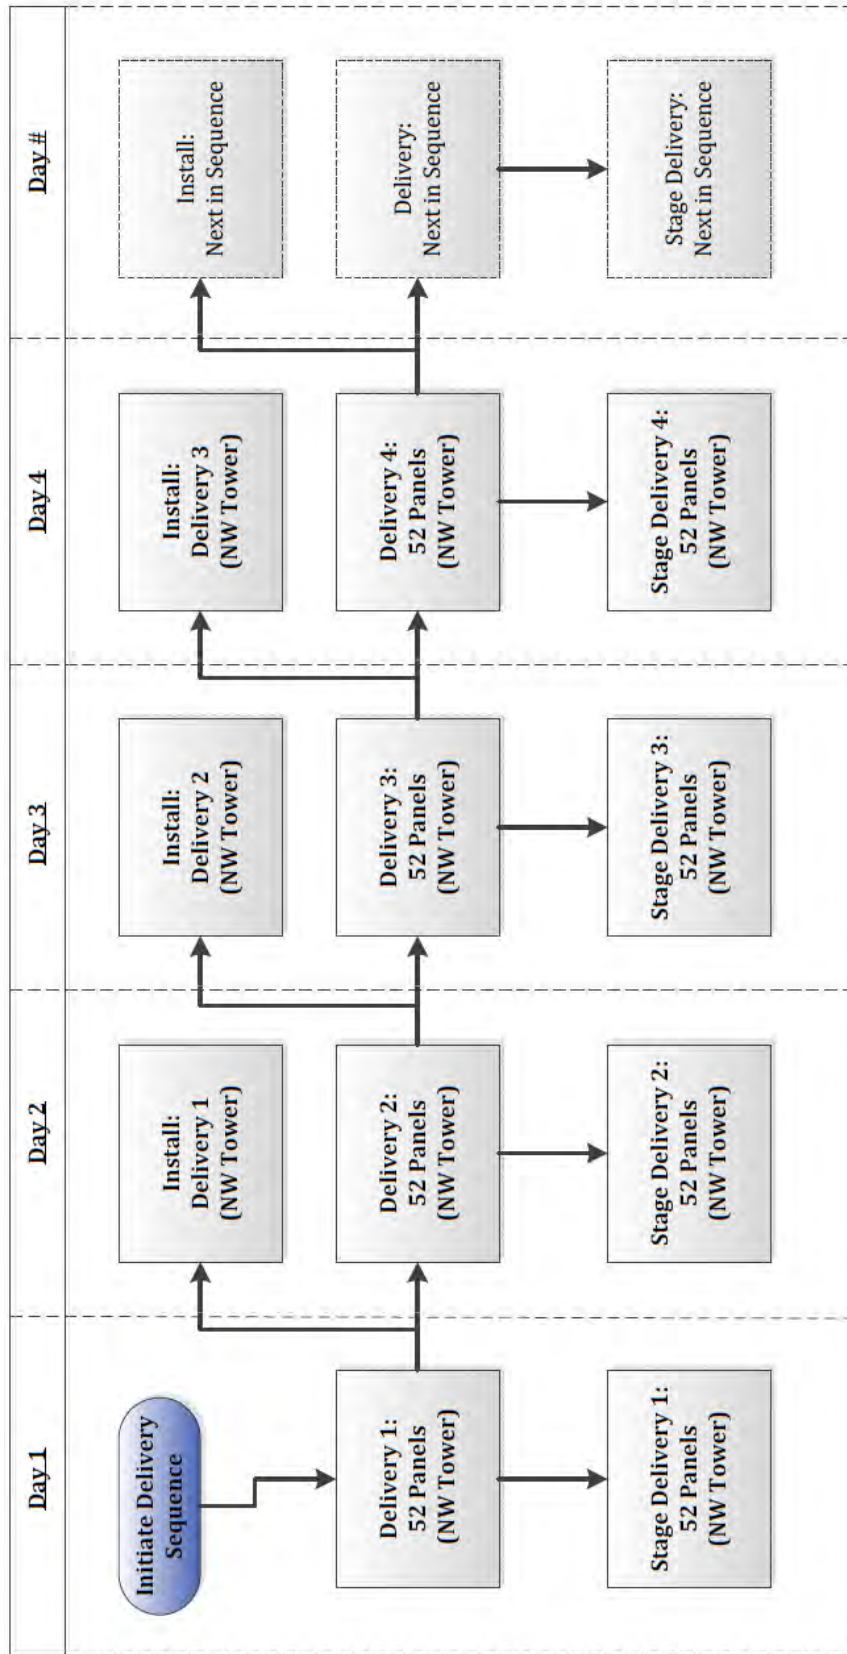 Day 1
Day 2
Day 3
Day 4
Day #
Initiate Delivery
Sequence
Install:
Delivery 1
(NW Tower)
Install:
Delivery 2
(NW Tower)
Install:
Delivery 3
(NW Tower)
Install:
Next in Sequence
Delivery 1:
52 Panels
(NW Tower)
Delivery 2:
52 Panels
(NW Tower)
Delivery 3:
52 Panels
(NW Tower)
Delivery 4:
52 Panels
(NW Tower)
Delivery:
Next in Sequence
Stage Delivery 1:
52 Panels
(NW Tower)
Stage Delivery 2:
52 Panels
(NW Tower)
Stage Delivery 3:
52 Panels
(NW Tower)
Stage Delivery 4:
52 Panels
(NW Tower)
Stage Delivery:
Next in Sequence